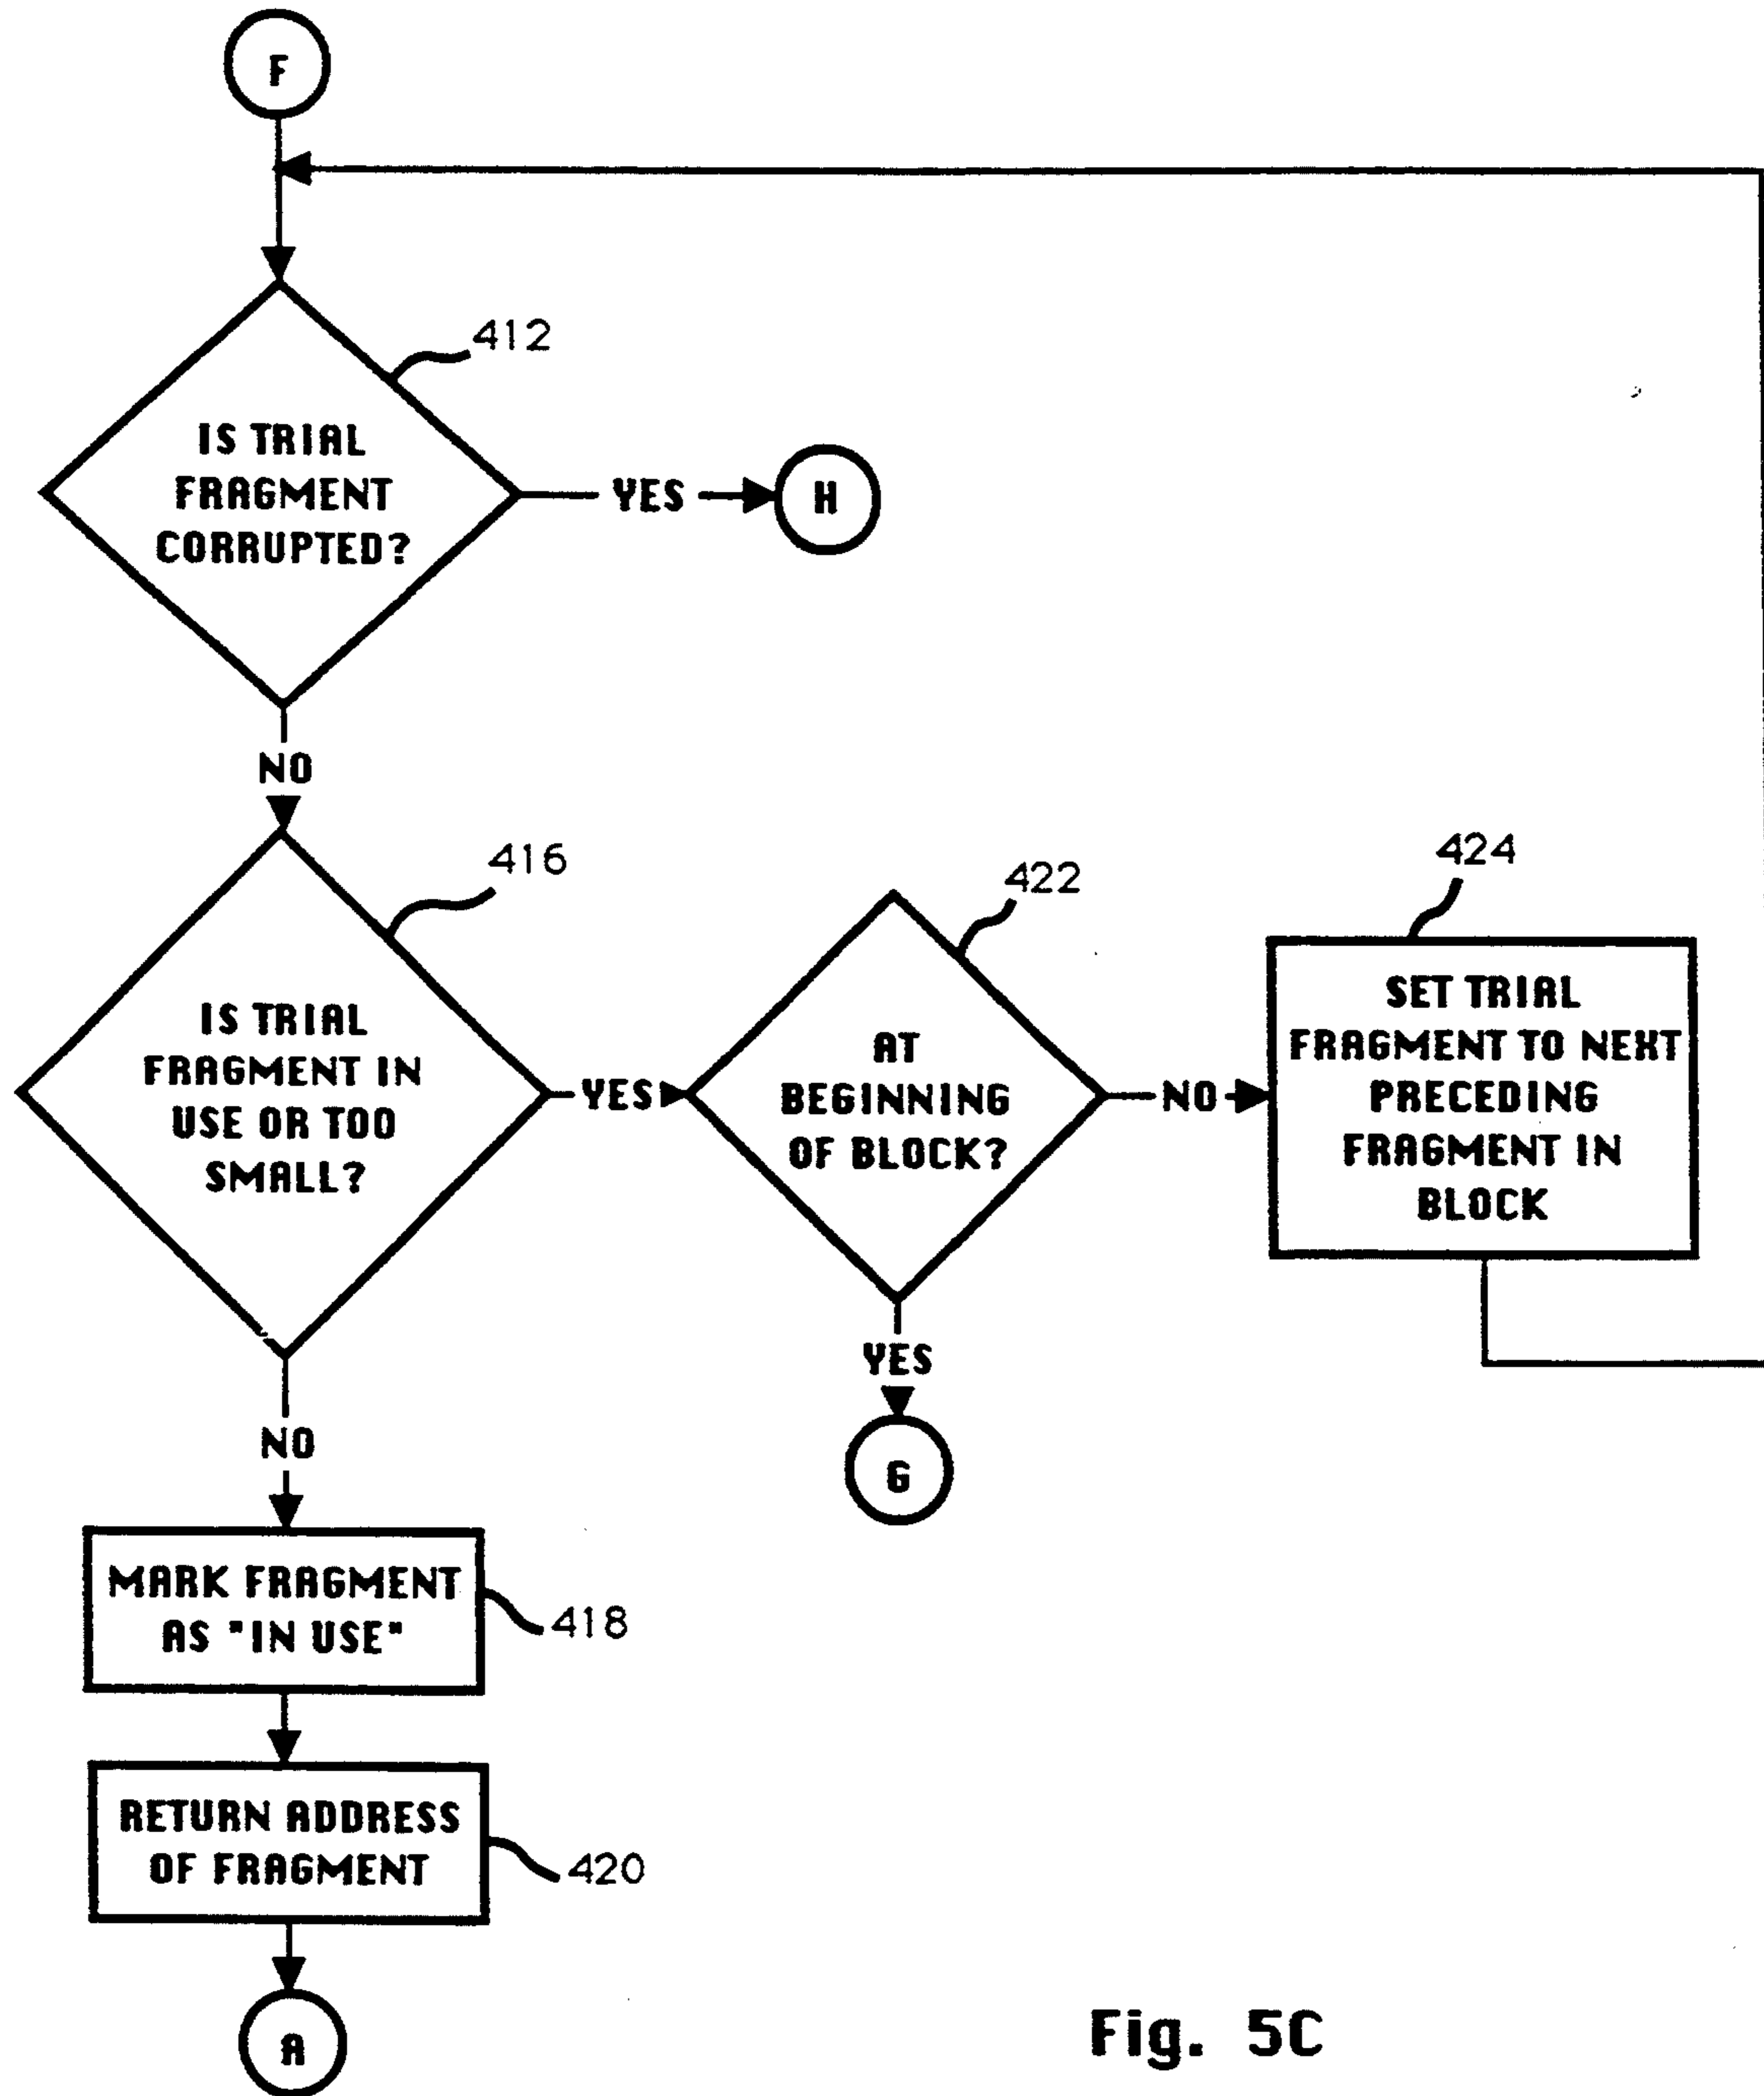 F
412
IS TRIAL
FRAGMENT
CORRUPTED?
YES
H
NO
416
IS TRIAL
FRAGMENT IN
USE OR TOO
SMALL?
YES
422
AT
BEGINNING
OF BLOCK?
NO
424
SET TRIAL
FRAGMENT TO NEXT
PRECEDING
FRAGMENT IN
BLOCK
YES
G
NO
MARK FRAGMENT
AS "IN USE"
418
RETURN ADDRESS
OF FRAGMENT
420
A
Fig. 5C